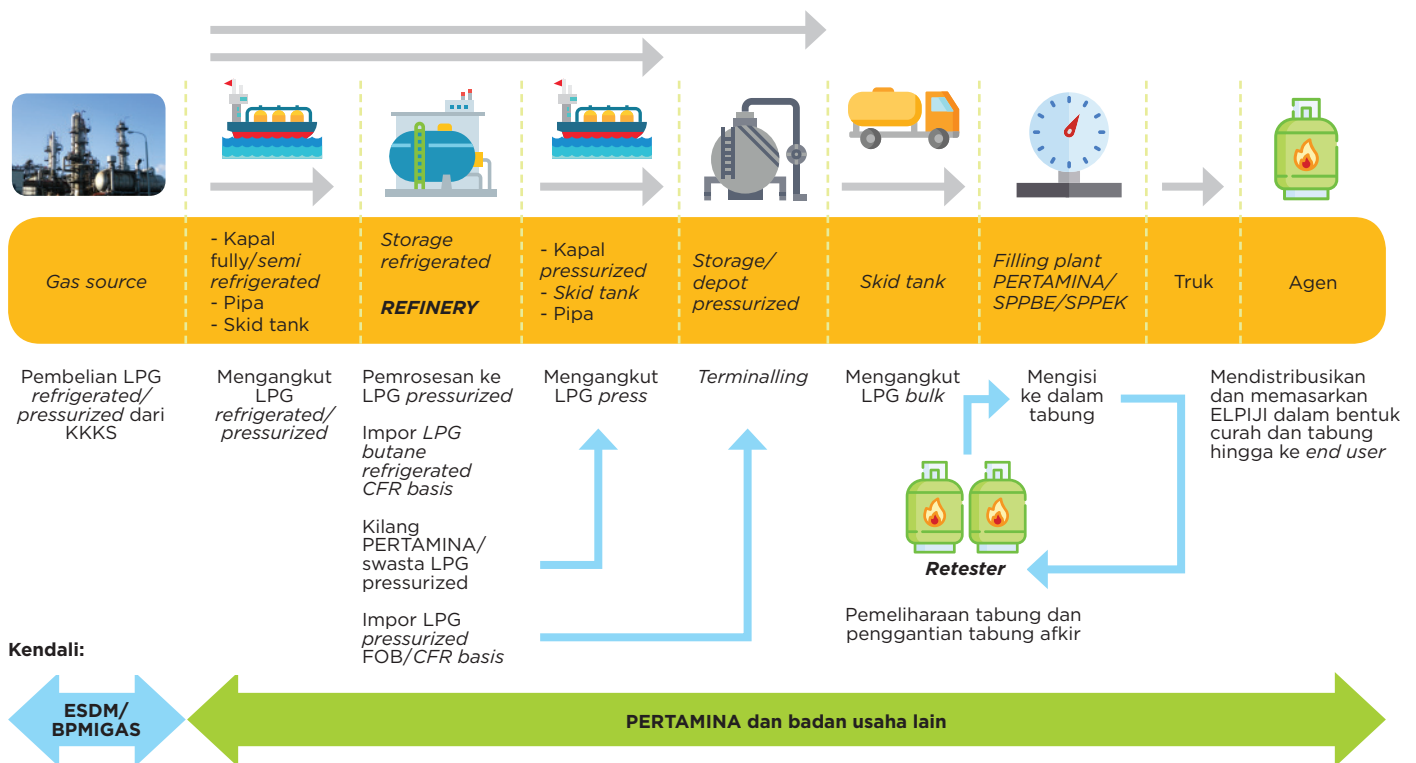 Gas source
- Kapal
fully/semi
refrigerated
- Pipa
- Skid tank
Storage
refrigerated
REFINERY
- Kapal
pressurized
- Skid tank
- Pipa
Storage/
depot
pressurized
Skid tank
Filling plant
PERTAMINA/
SPPBE/SPPEK
Truk
Agen
Pembelian LPG
refrigerated/
pressurized dari
KKKS
Mengangkut
LPG
refrigerated/
pressurized
Pemrosesan ke
LPG pressurized
Impor LPG
butane
refrigerated
CFR basis
Kilang
PERTAMINA/
swasta LPG
pressurized
Impor LPG
pressurized
FOB/CFR basis
Mengangkut
LPG press
Terminalling
Mengangkut
LPG bulk
Mengisi
ke dalam
tabung
Retester
Pemeliharaan tabung dan
penggantian tabung afkir
Mendistribusikan
dan memasarkan
ELPIJI dalam bentuk
curah dan tabung
hingga ke end user
Kendali:
ESDM/
BPMIGAS
PERTAMINA dan badan usaha lain